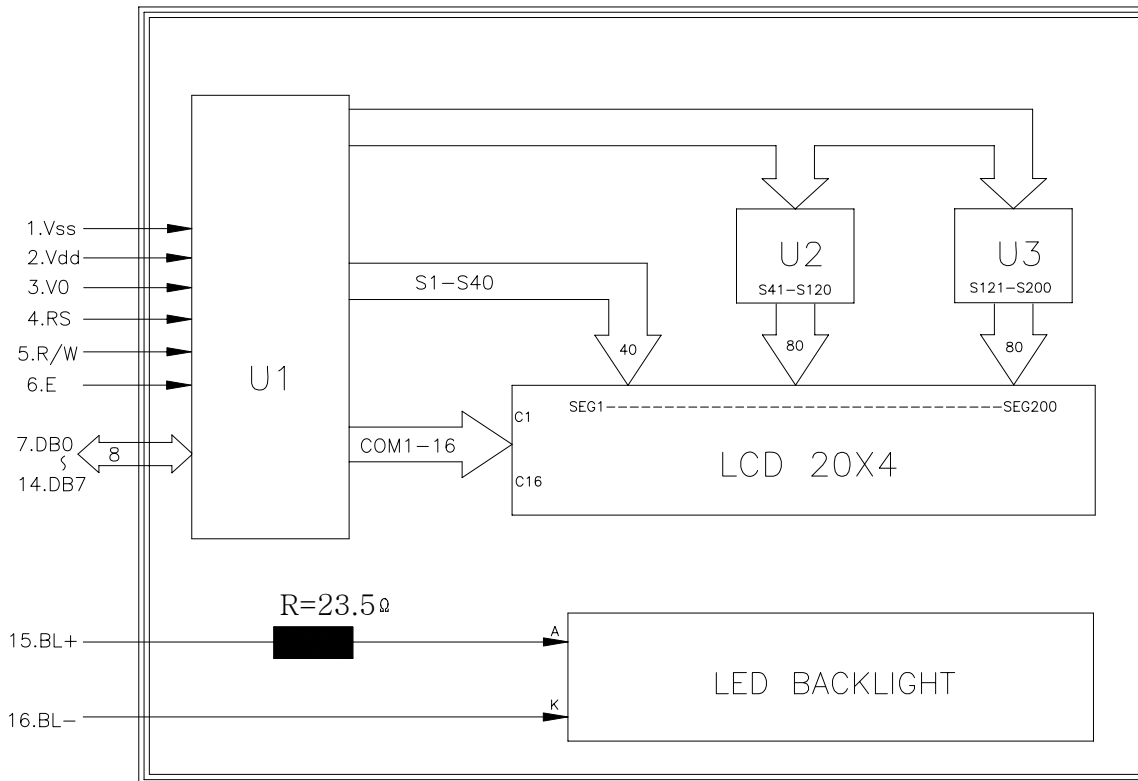 1.Vss
2.Vdd
3.V0
4.RS
5.R/W
6.E
7.DB0
14.DB7
8
U1
S1-S40
40
COM1-16
U2
S41-S120
80
U3
S121-S200
80
SEG1
SEG200
C1
C16
LCD 20X4
R=23.5Ω
15.BL+
A
16.BL-
K
LED BACKLIGHT